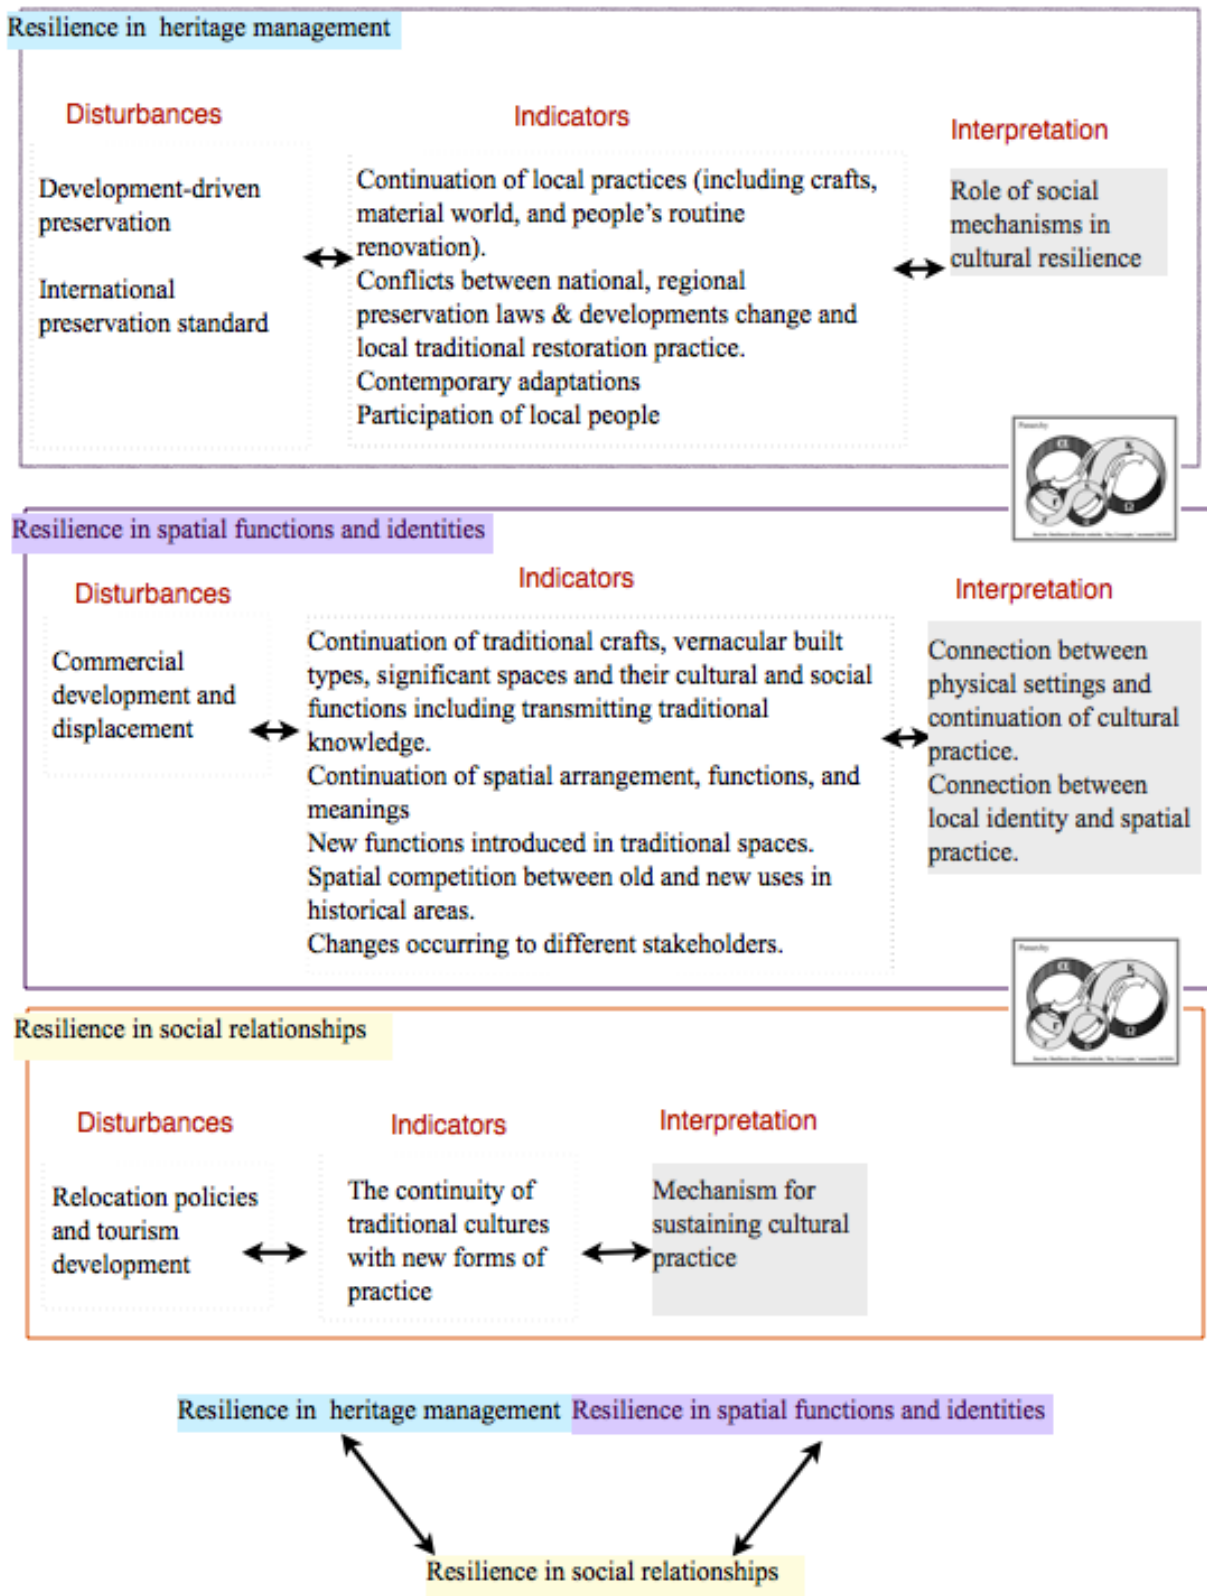 Resilience in heritage management
Disturbances
Indicators
Interpretation
Development-driven
preservation
International
preservation standard
Continuation of local practices (including crafts,
material world, and people's routine
renovation).
Conflicts between national, regional
preservation laws & developments change and
local traditional restoration practice.
Contemporary adaptations
Participation of local people
Role of social
mechanisms in
cultural resilience
Panarchy
α
K
r
Ω
Resilience in spatial functions and identities
Disturbances
Indicators
Interpretation
Commercial
development and
displacement
Continuation of traditional crafts, vernacular built
types, significant spaces and their cultural and social
functions including transmitting traditional
knowledge.
Continuation of spatial arrangement, functions, and
meanings
New functions introduced in traditional spaces.
Spatial competition between old and new uses in
historical areas.
Changes occurring to different stakeholders.
Connection between
physical settings and
continuation of cultural
practice.
Connection between
local identity and spatial
practice.
Panarchy
α
K
r
Ω
Resilience in social relationships
Disturbances
Indicators
Interpretation
Relocation policies
and tourism
development
The continuity of
traditional cultures
with new forms of
practice
Mechanism for
sustaining cultural
practice
Resilience in heritage management
Resilience in spatial functions and identities
Resilience in social relationships